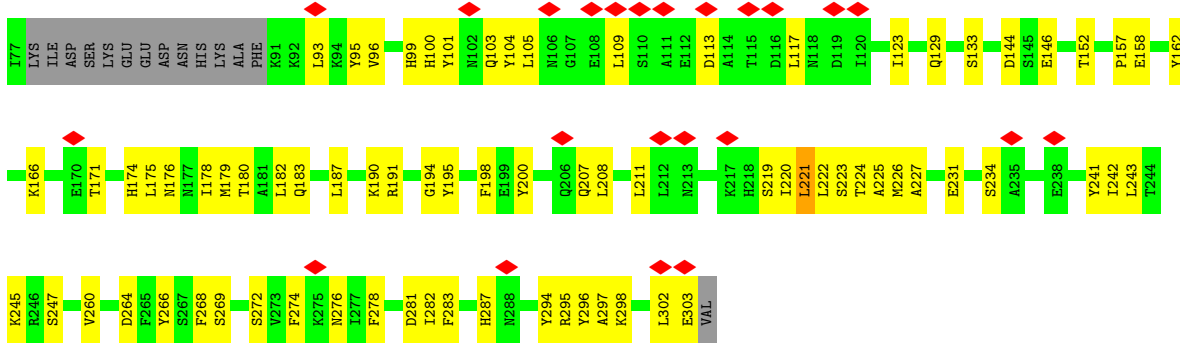 I77 LYS ILE ASP SER LYS GLU GLU ASP ASN HIS LYS ALA PHE K91 K92 L93 K94 Y95 V96 H99 H100 Y101 N102 Q103 Y104 L105 N106 G107 E108 L109 S110 A111 E112 D113 A114 T115 D116 L117 N118 D119 I120 I123 Q129 S133 D144 S145 E146 T152 P157 E158 Y162
K166 E170 T171 H174 L175 N176 N177 I178 M179 T180 A181 L182 Q183 L187 K190 R191 G194 Y195 F198 E199 Y200 Q206 Q207 L208 L211 L212 N213 K217 H218 S219 I220 L221 L222 S223 T224 A225 M226 A227 E231 S234 A235 E238 Y241 I242 L243 T244
K245 R246 S247 V260 D264 F265 Y266 S267 F268 S269 S272 V273 F274 K275 N276 I277 F278 D281 I282 F283 H287 N288 Y294 R295 Y296 A297 K298 L302 E303 VAL